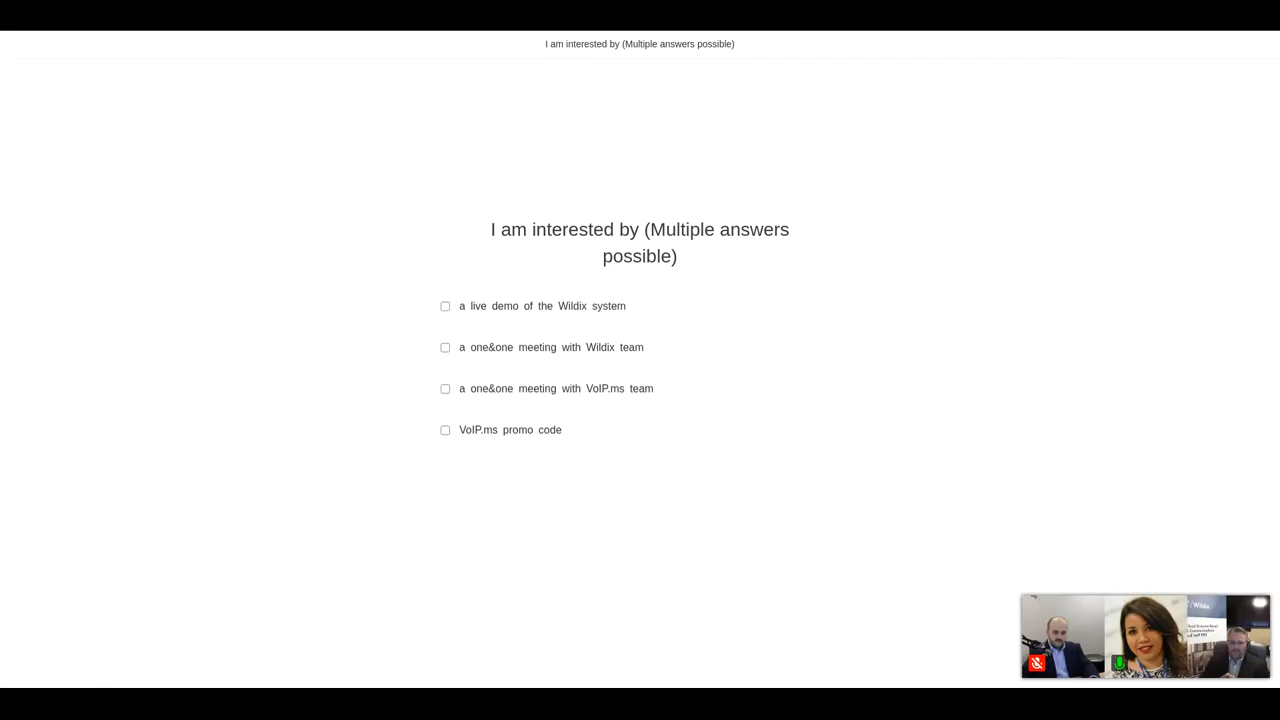 I am interested by (Multiple answers possible)
I am interested by (Multiple answers
possible)
a live demo of the Wildix system
a one&one meeting with Wildix team
a one&one meeting with VoIP.ms team
VoIP.ms promo code
Wildix